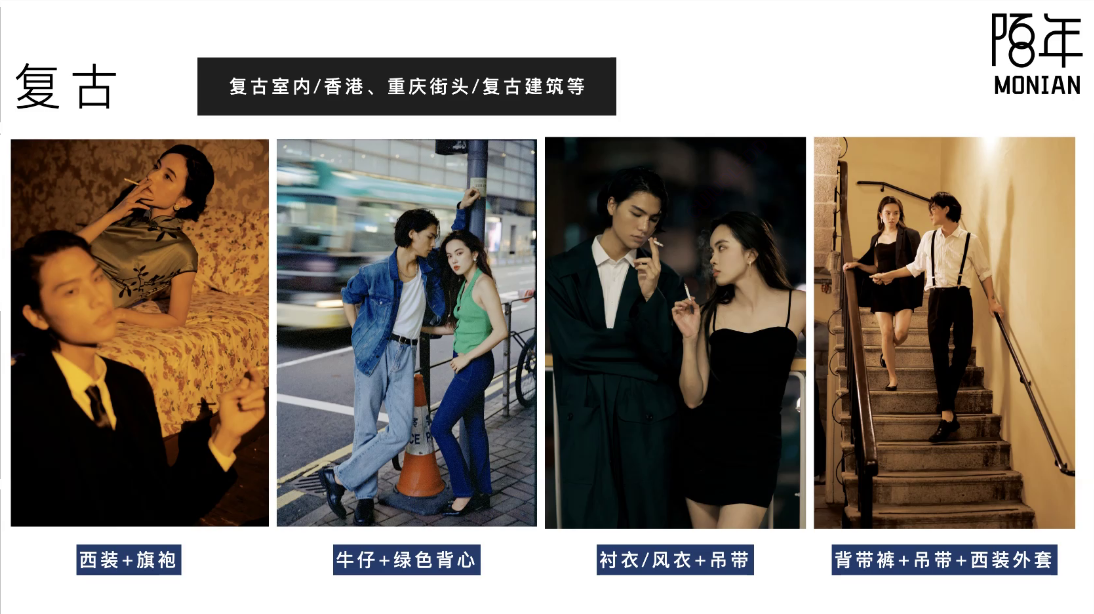 陌年
MONIAN
复古
复古室内/香港、重庆街头/复古建筑等
西装+旗袍
牛仔+绿色背心
衬衣/风衣+吊带
背带裤+吊带+西装外套